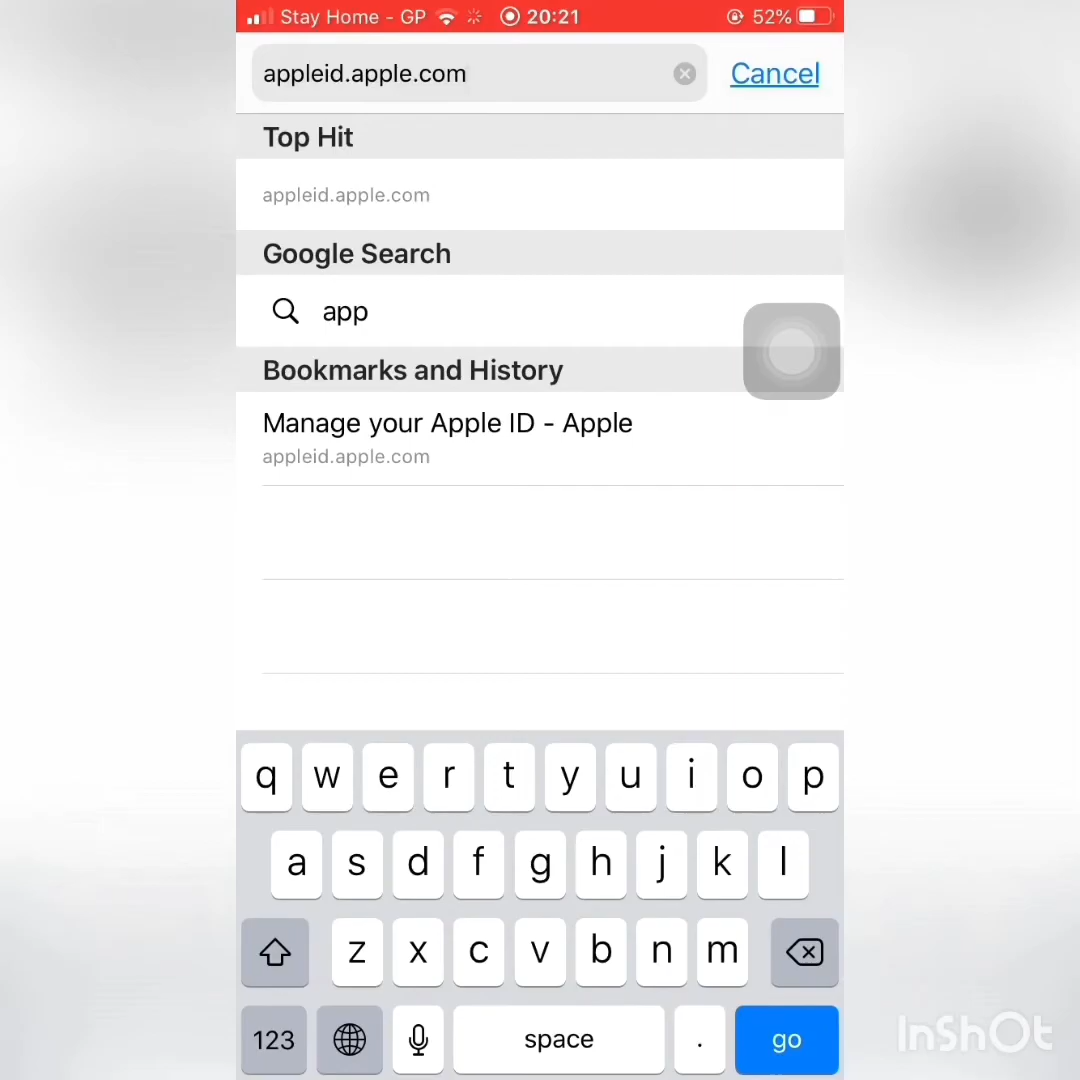 Stay Home - GP 20:21 52%
appleid.apple.com Cancel
Top Hit
appleid.apple.com
Google Search
app
Bookmarks and History
Manage your Apple ID - Apple
appleid.apple.com
q w e r t y u i o p
a s d f g h j k l
z x c v b n m
123 space . go
InShOt